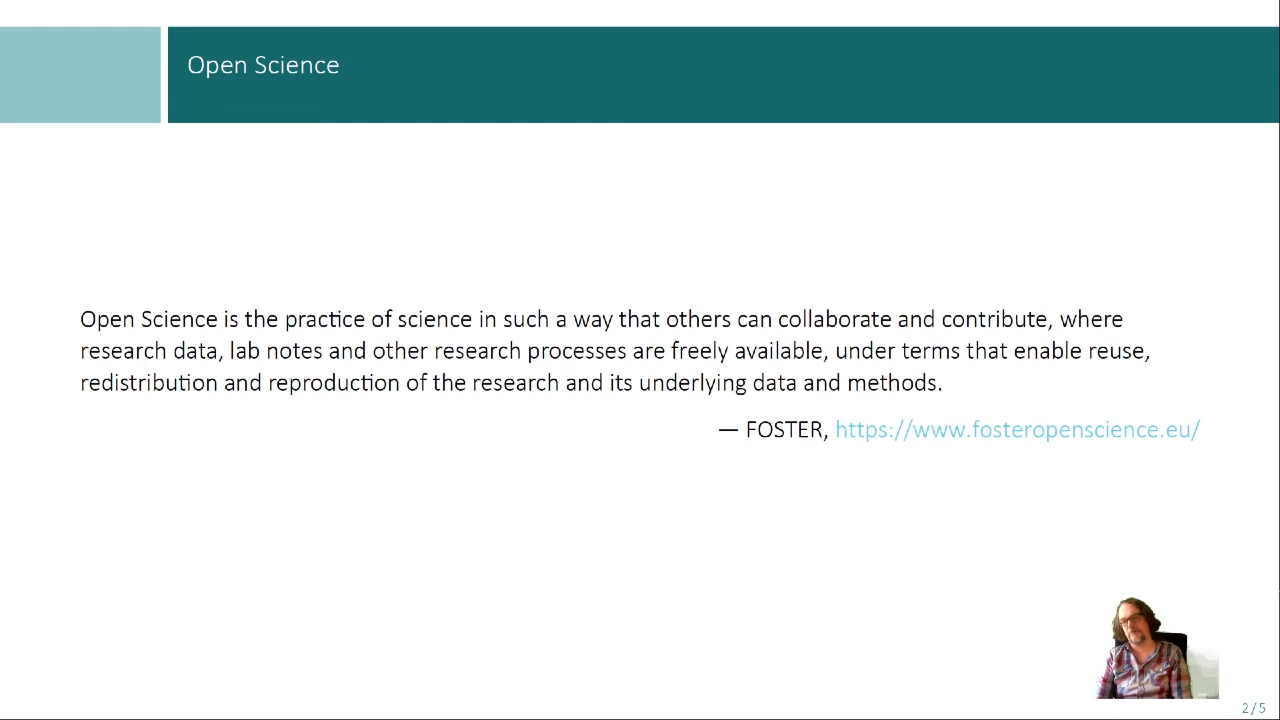 Open Science
Open Science is the practice of science in such a way that others can collaborate and contribute, where
research data, lab notes and other research processes are freely available, under terms that enable reuse,
redistribution and reproduction of the research and its underlying data and methods.
— FOSTER, https://www.fosteropenscience.eu/
2/5